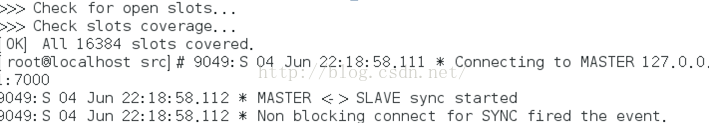 >>> Check for open slots...
>>> Check slots coverage...
[OK] All 16384 slots covered.
[root@localhost src]# 9049:S 04 Jun 22:18:58.111 * Connecting to MASTER 127.0.0.
1:7000
9049:S 04 Jun 22:18:58.112 * MASTER <-> SLAVE sync started
9049:S 04 Jun 22:18:58.112 * Non blocking connect for SYNC fired the event.
http://blog.csdn.net/